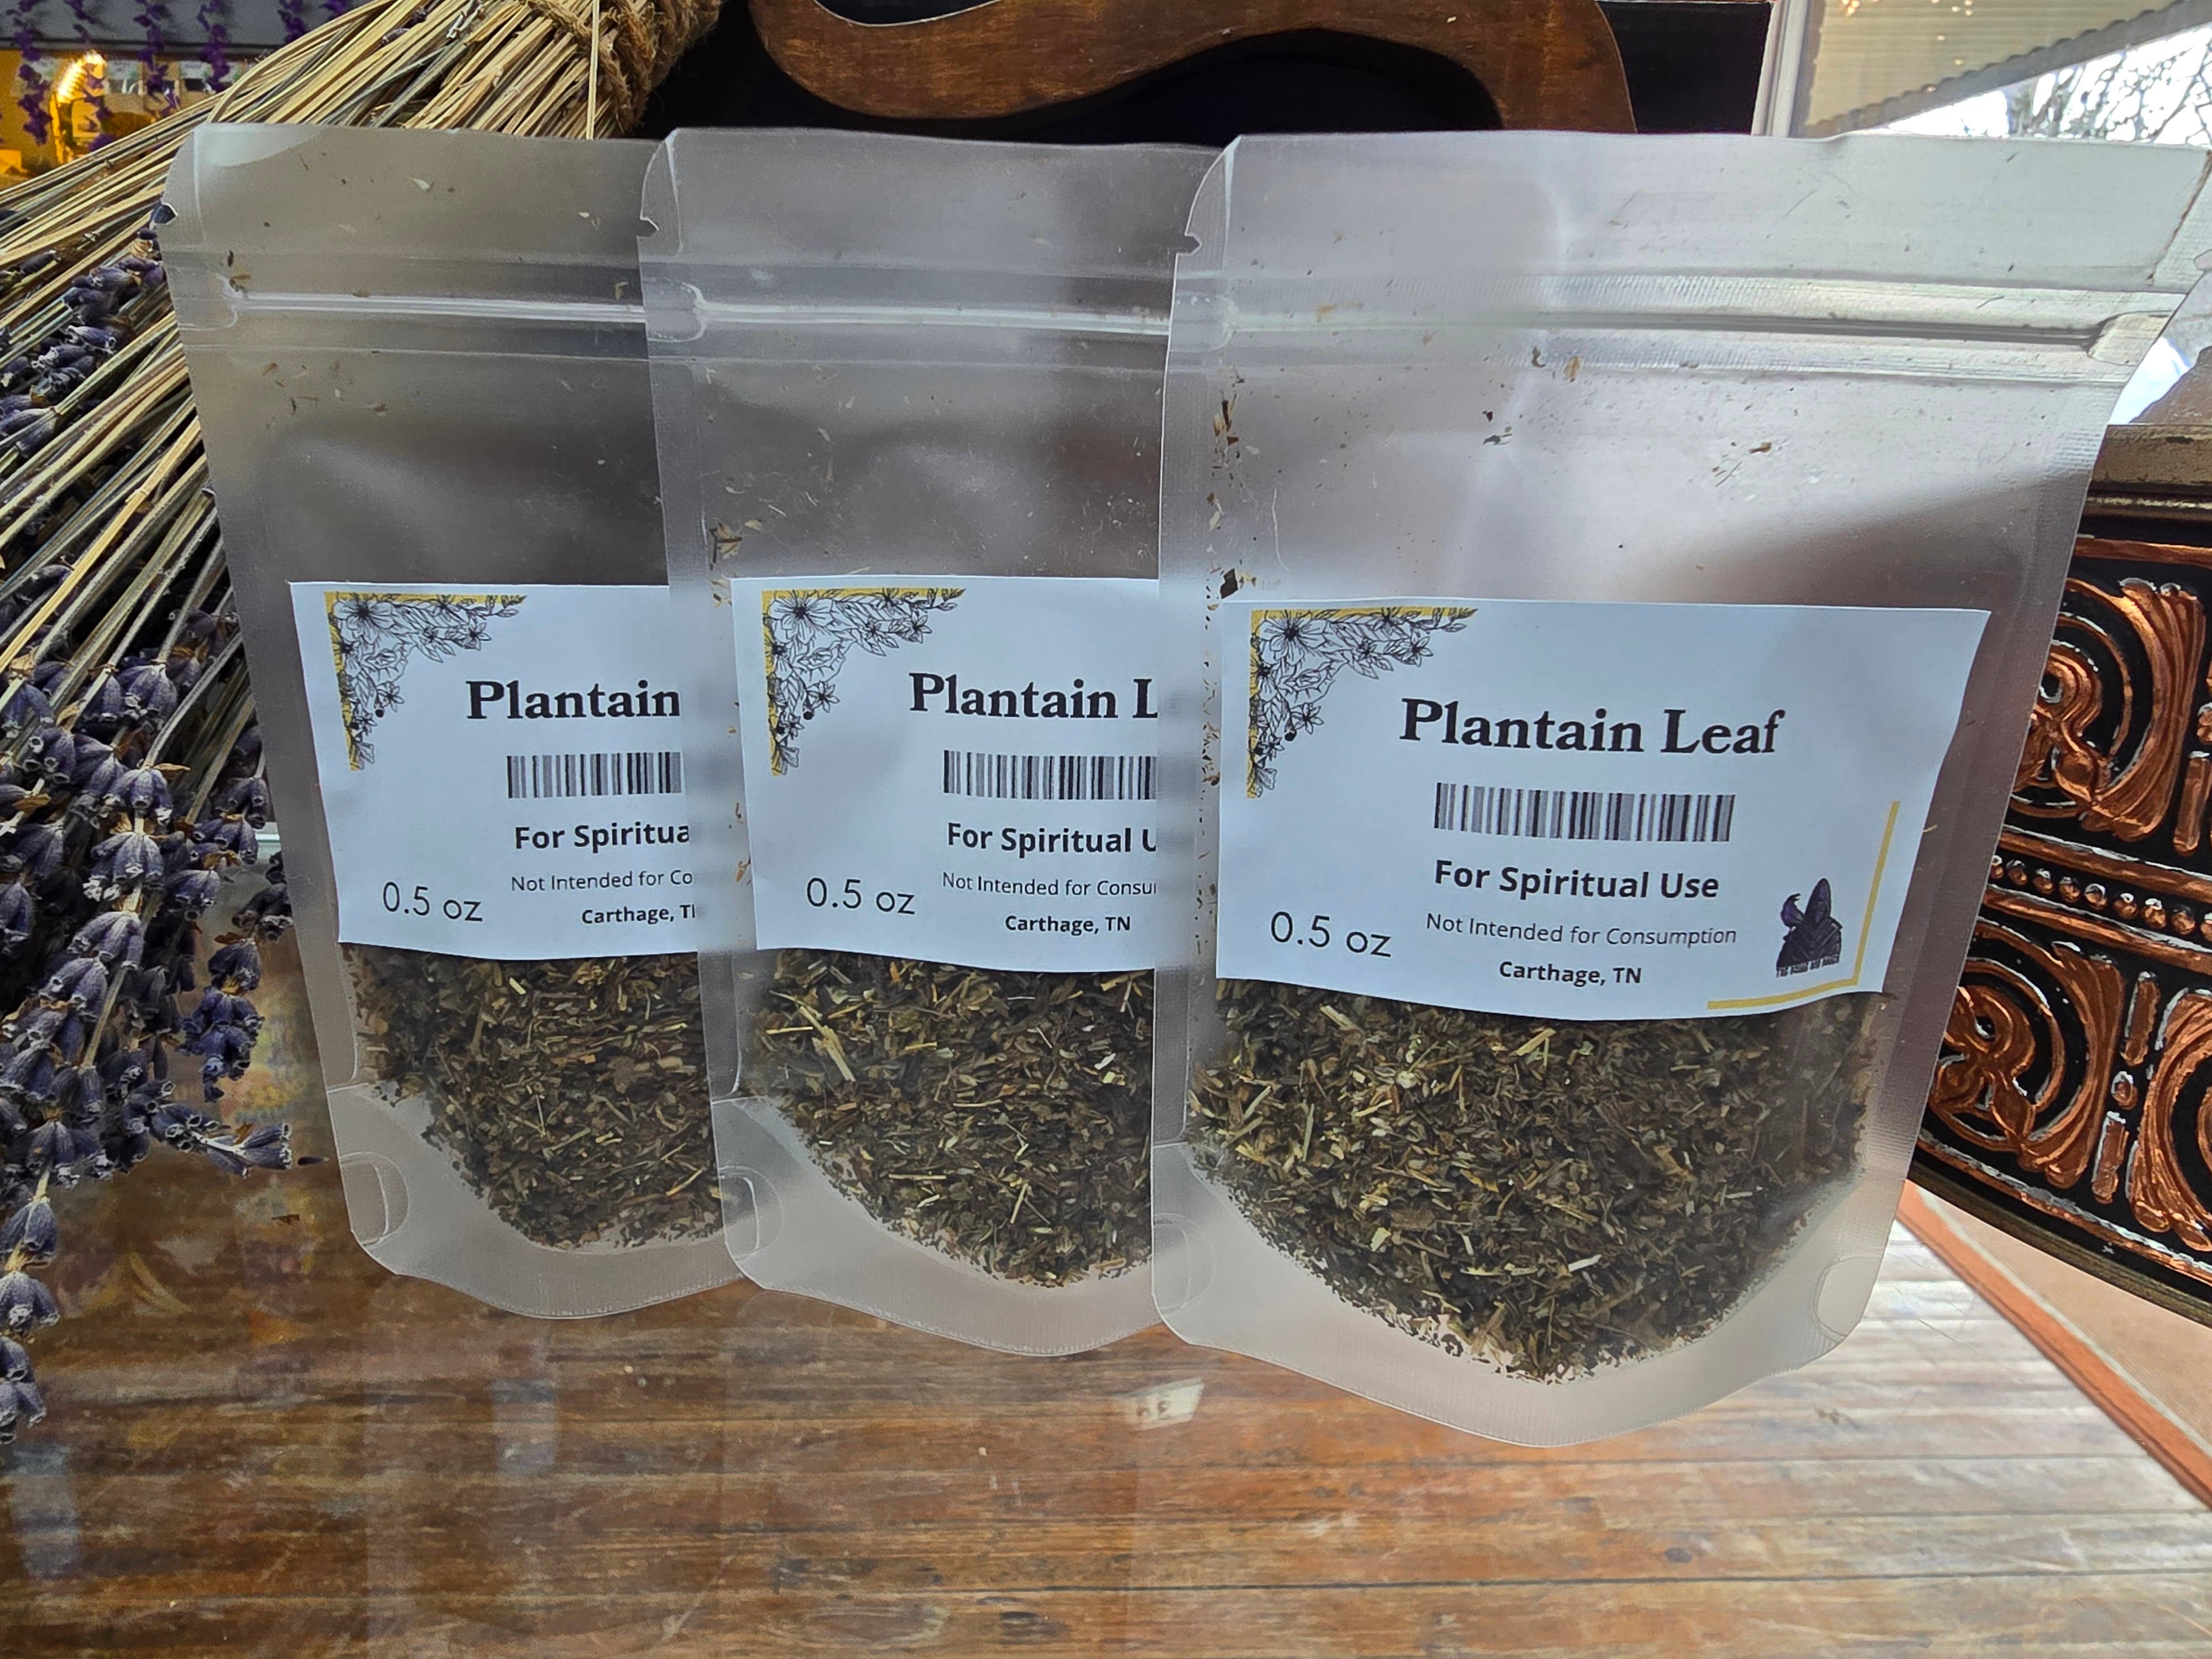 Plantain
For Spiritua
Not Intended for Co
0.5 oz
Carthage, T
Plantain L
For Spiritual U
Not Intended for Consu
0.5 oz
Carthage, TN
Plantain Leaf
For Spiritual Use
Not Intended for Consumption
0.5 oz
Carthage, TN